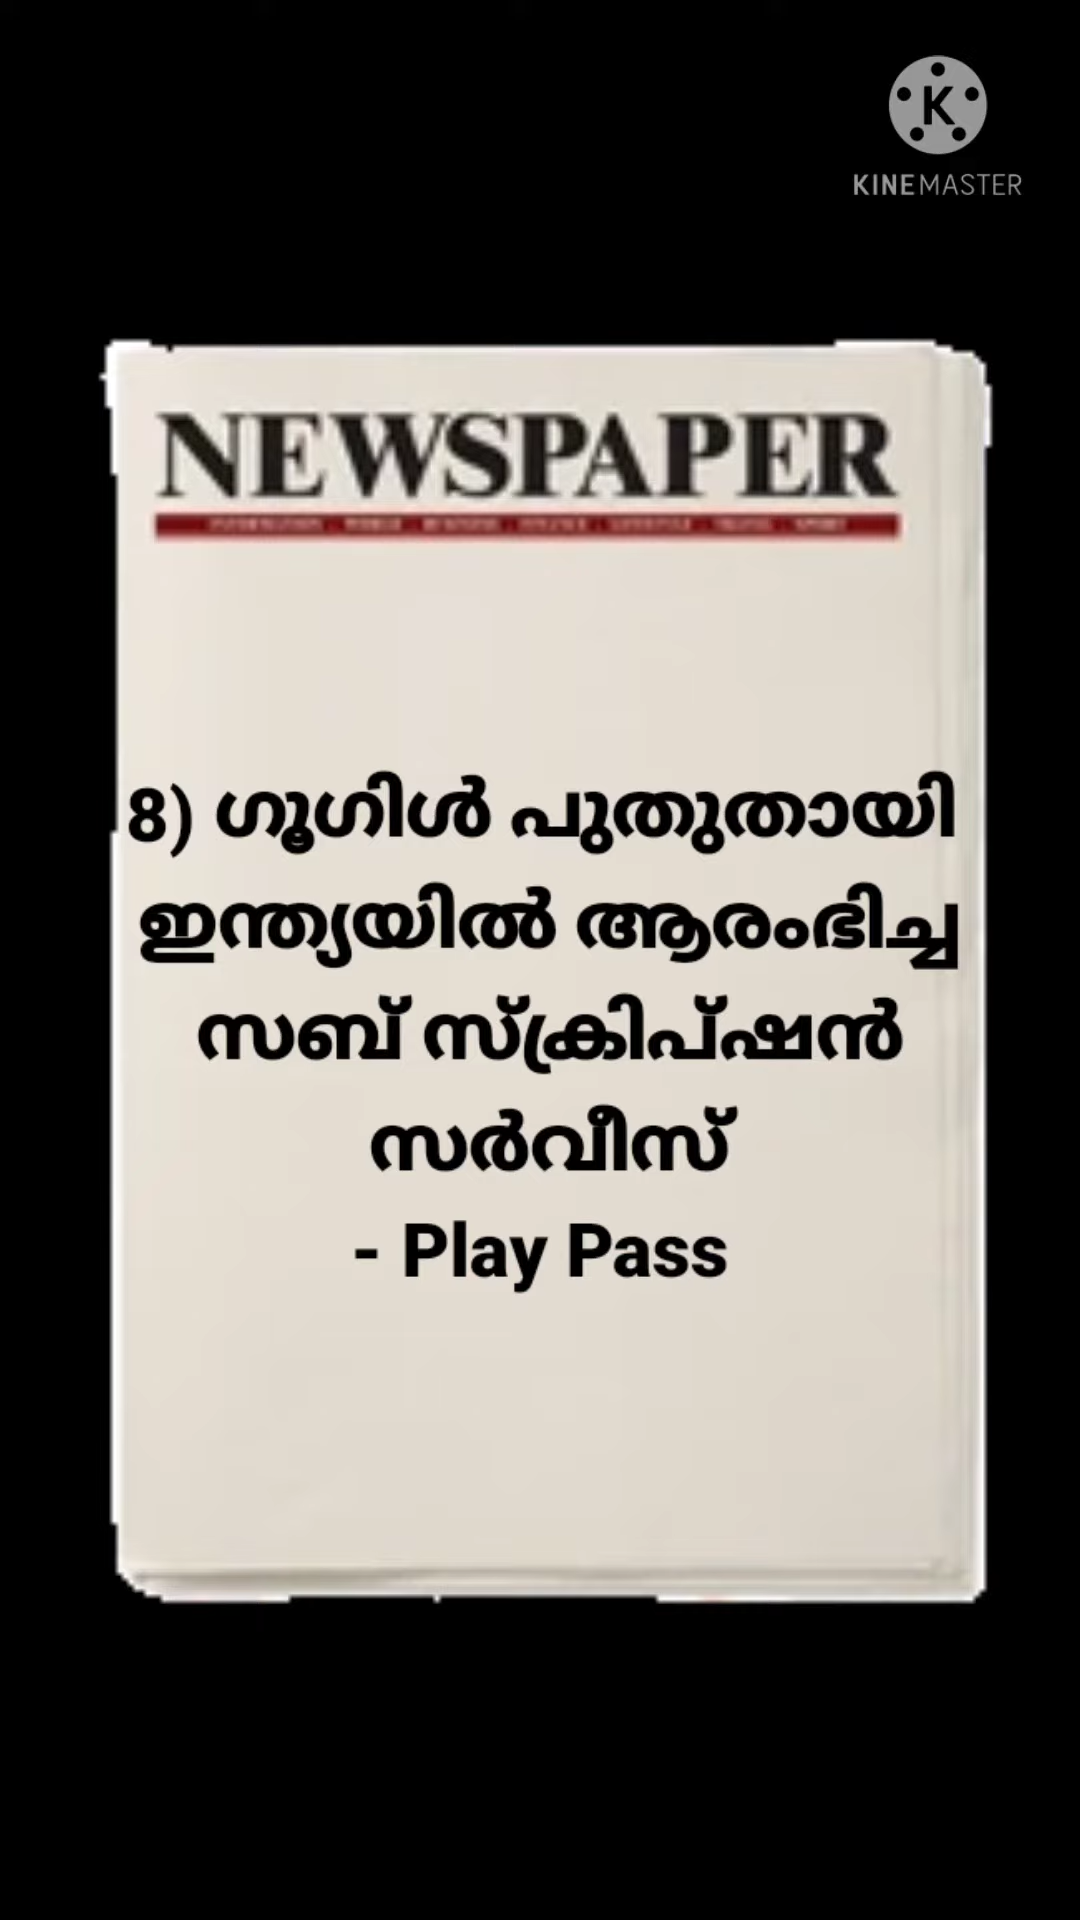 KINEMASTER
NEWSPAPER
8) ഗൂഗിൾ പുതുതായി
ഇന്ത്യയിൽ ആരംഭിച്ച
സബ് സ്ക്രിപ്ഷൻ
സർവീസ്
- Play Pass